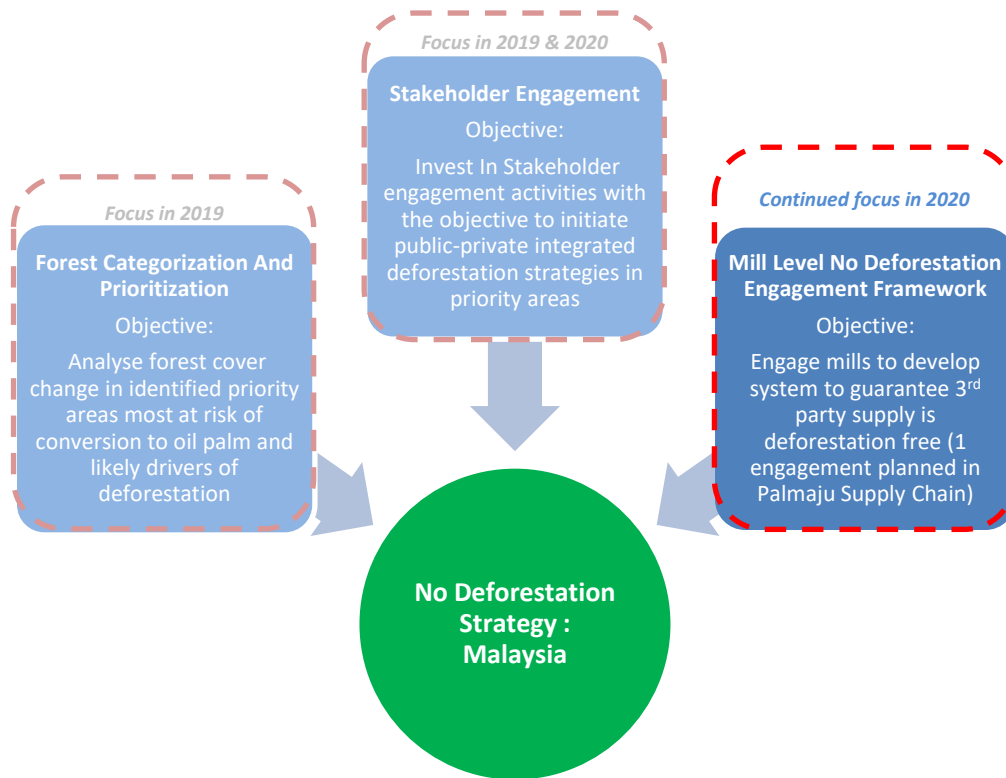 Focus in 2019 & 2020
Stakeholder Engagement
Objective:
Invest In Stakeholder
engagement activities with
the objective to initiate
public-private integrated
deforestation strategies in
priority areas
Focus in 2019
Forest Categorization And
Prioritization
Objective:
Analyse forest cover
change in identified priority
areas most at risk of
conversion to oil palm and
likely drivers of
deforestation
Continued focus in 2020
Mill Level No Deforestation
Engagement Framework
Objective:
Engage mills to develop
system to guarantee 3rd
party supply is
deforestation free (1
engagement planned in
Palmaju Supply Chain)
No Deforestation
Strategy :
Malaysia